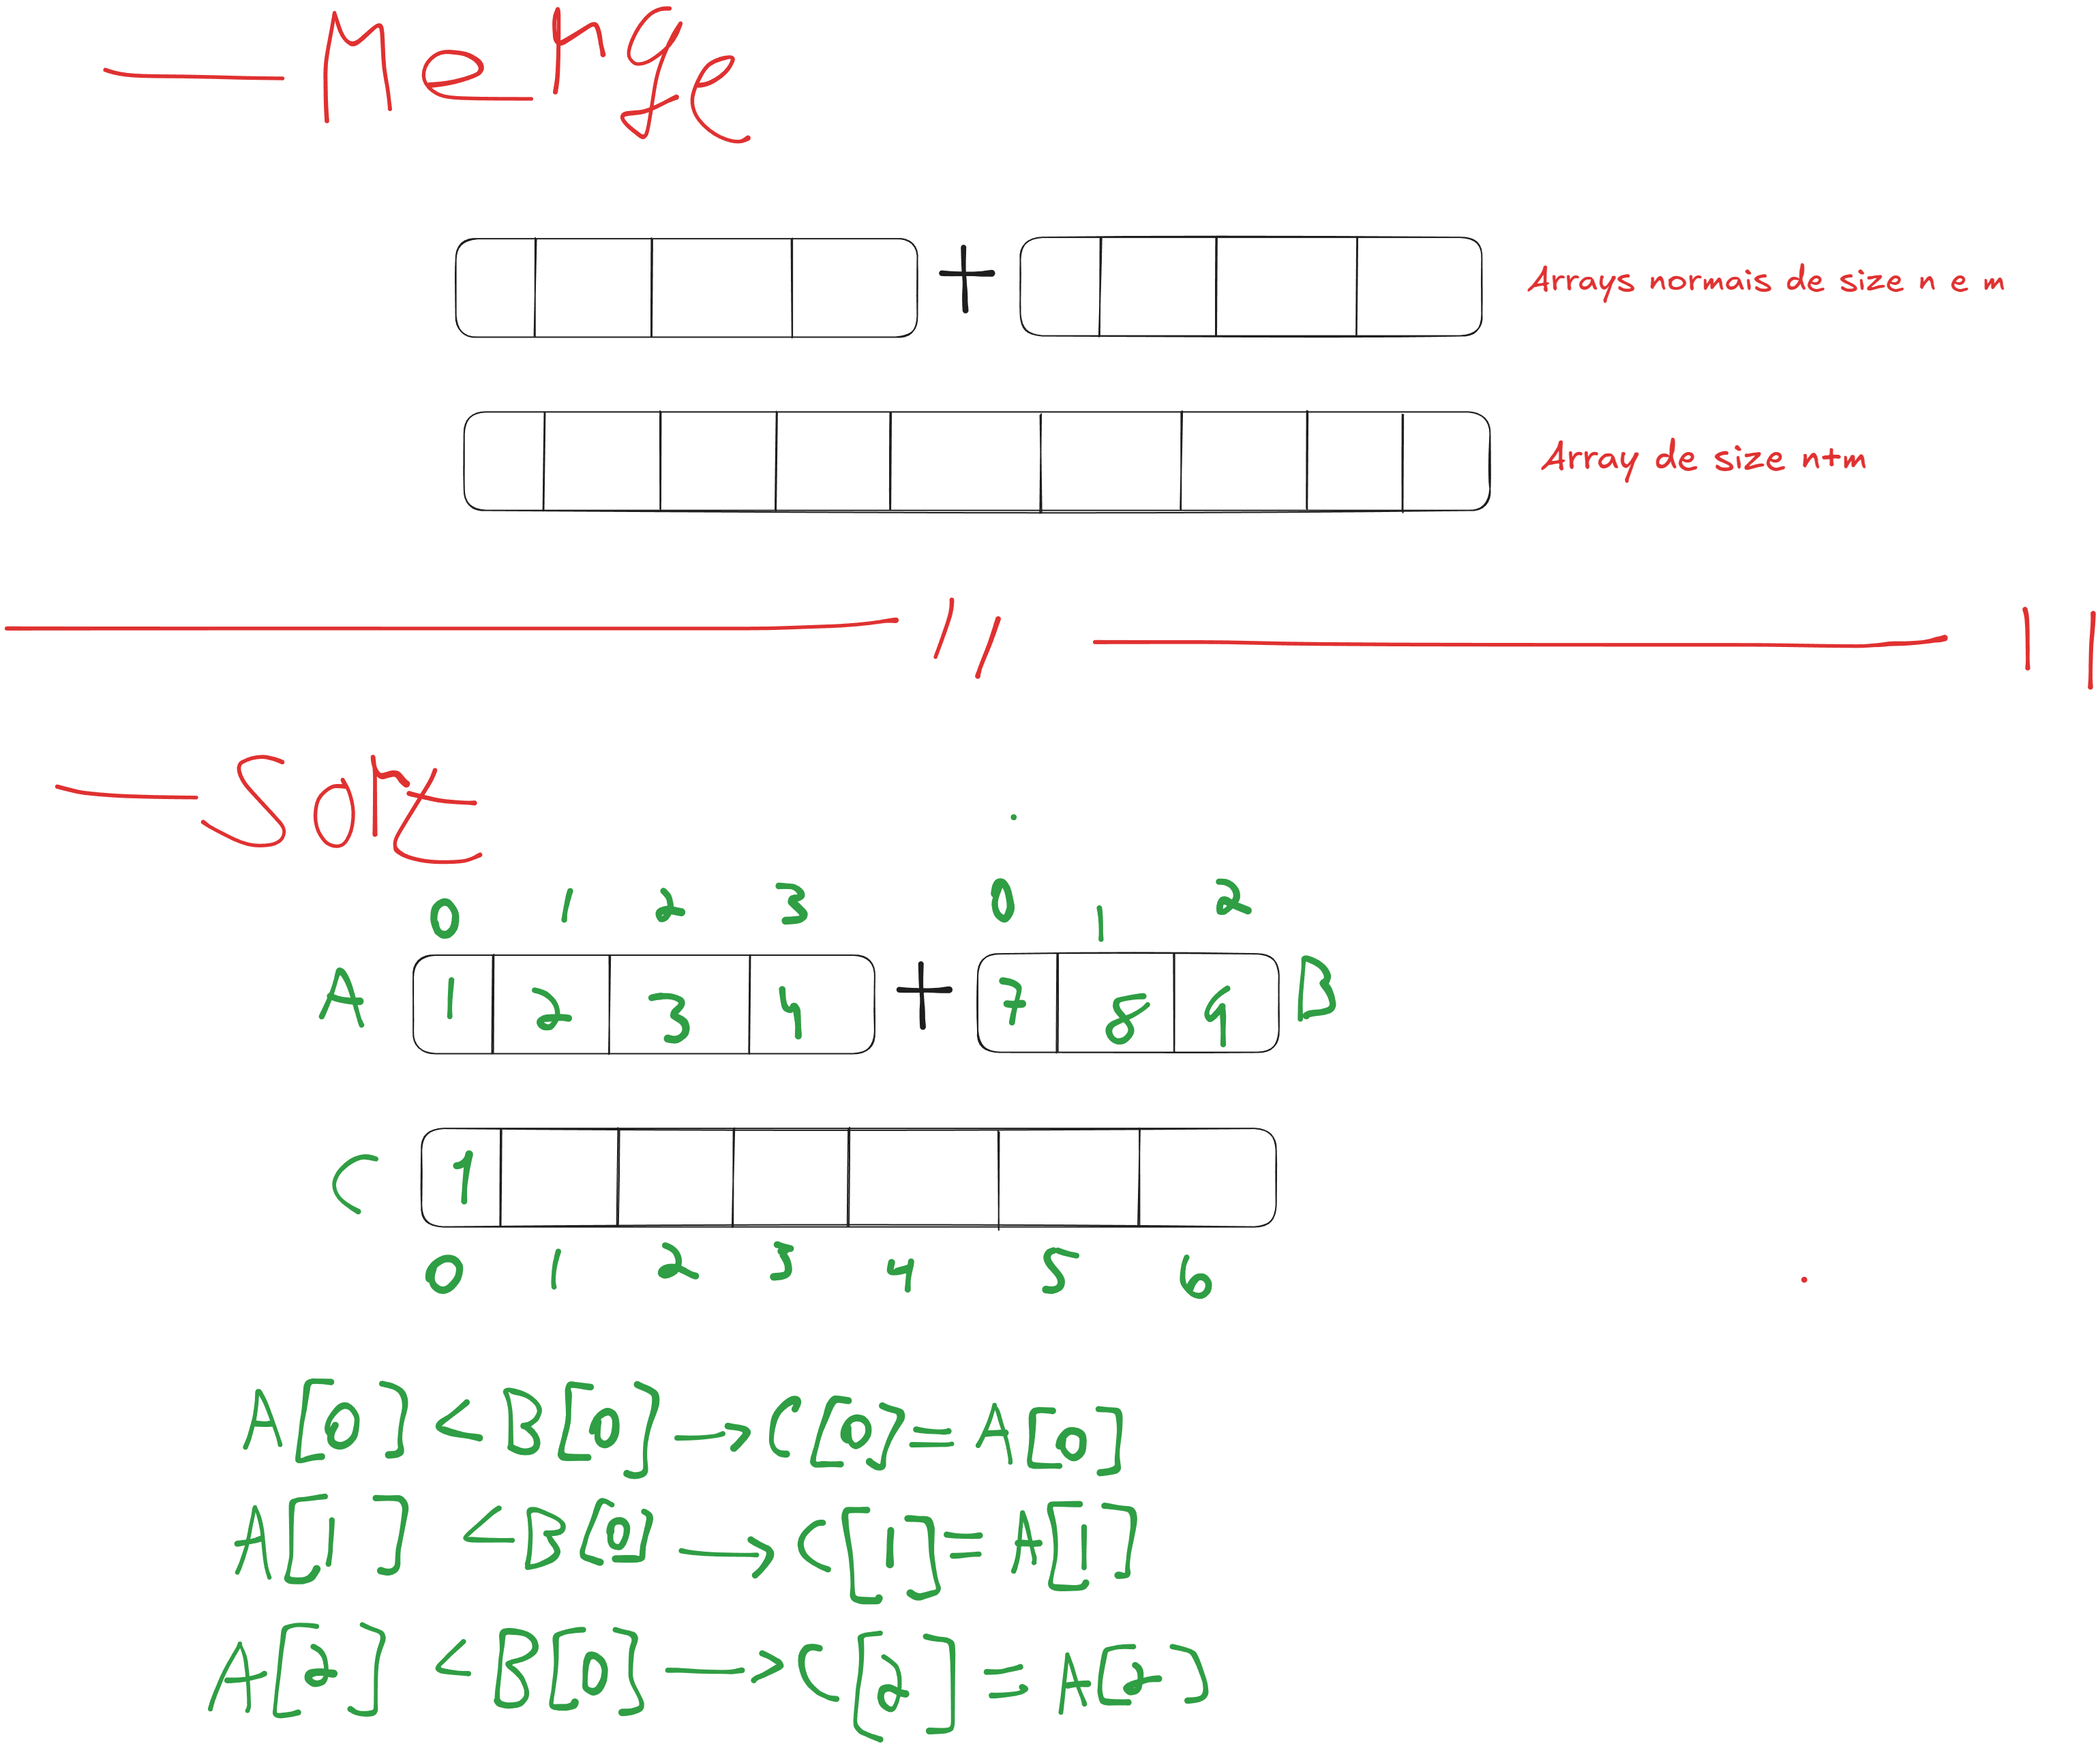 Merge
Arrays normais de size n e m
Array de size n+m
Sort
0 1 2 3 0 1 2
A 1 2 3 4 + 7 8 9 B
C 1
0 1 2 3 4 5 6
A[0] < B[0] → C[0] = A[0]
A[1] < B[0] → C[1] = A[1]
A[2] < B[0] → C[2] = A[2]